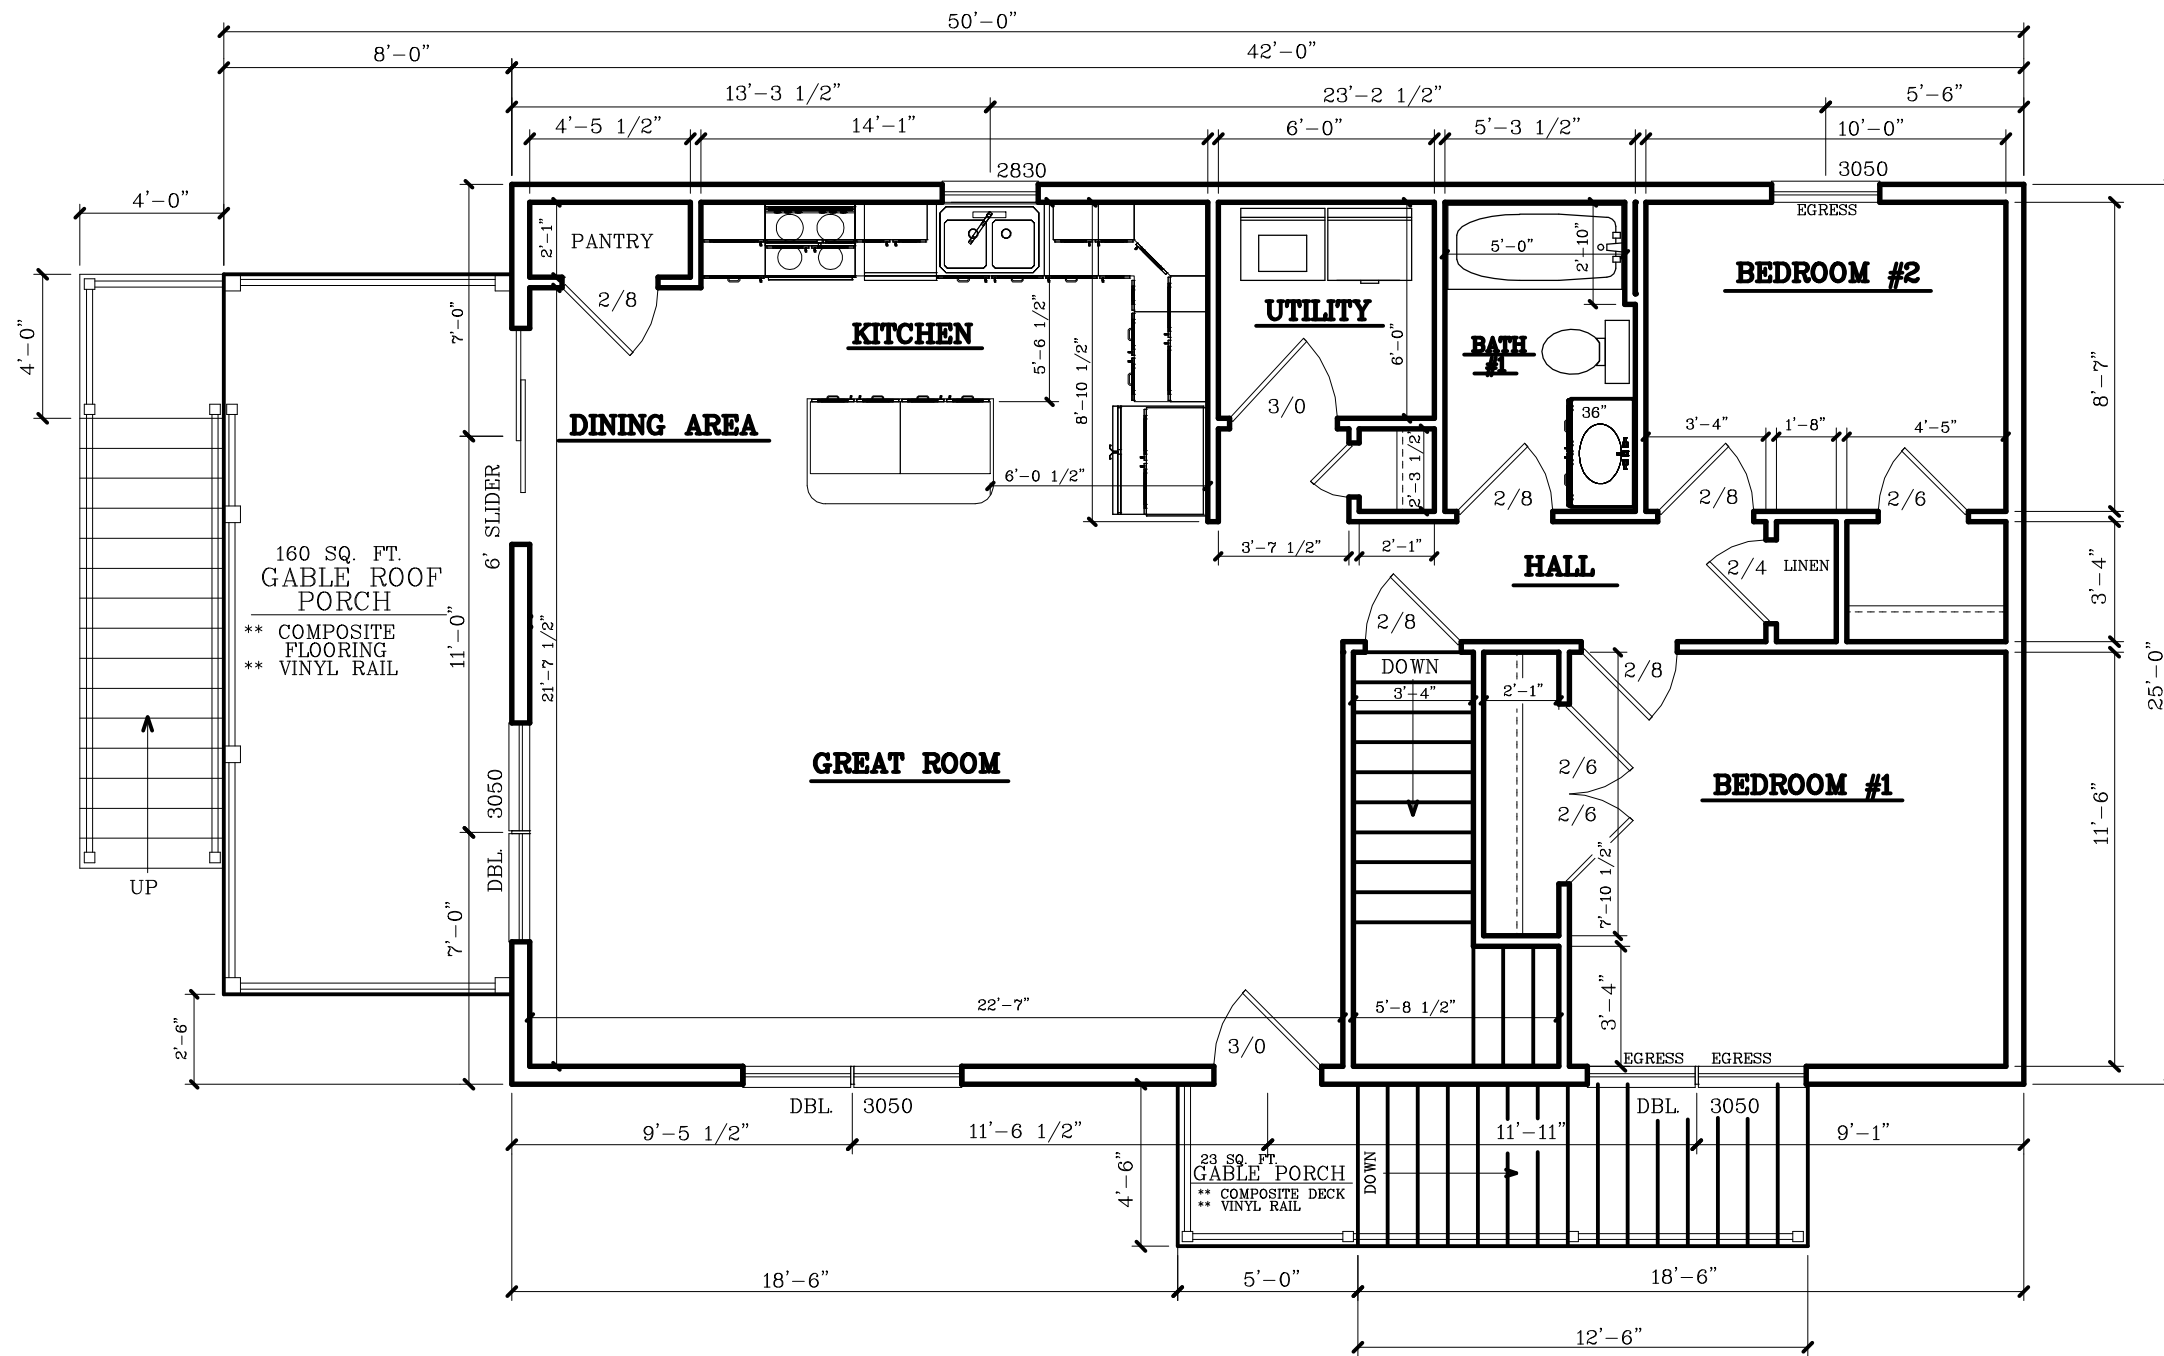 50'-0"
8'-0"
42'-0"
13'-3 1/2"
23'-2 1/2"
5'-6"
4'-5 1/2"
14'-1"
6'-0"
5'-3 1/2"
10'-0"
2830
3050
EGRESS
4'-0"
4'-0"
7'-0"
2'-1"
PANTRY
2/8
KITCHEN
5'-6 1/2"
8'-10 1/2"
UTILITY
6'-0"
3/0
5'-0"
2'-10"
BATH
#1
36"
BEDROOM #2
8'-7"
DINING AREA
6'-0 1/2"
2'-3 1/2"
3'-4"
1'-8"
4'-5"
2/8
2/8
2/6
6' SLIDER
160 SQ. FT.
GABLE ROOF
PORCH
** COMPOSITE
FLOORING
** VINYL RAIL
11'-0"
21'-7 1/2"
3'-7 1/2"
2'-1"
HALL
2/4
LINEN
3'-4"
2/8
2/8
DOWN
3'-4"
2'-1"
25'-0"
GREAT ROOM
DBL. 3050
2/6
2/6
BEDROOM #1
11'-6"
7'-10 1/2"
UP
7'-0"
2'-6"
22'-7"
5'-8 1/2"
3'-4"
3/0
EGRESS
EGRESS
DBL. 3050
DBL. 3050
9'-5 1/2"
11'-6 1/2"
11'-11"
9'-1"
4'-6"
23 SQ. FT.
GABLE PORCH
** COMPOSITE DECK
** VINYL RAIL
DOWN
18'-6"
5'-0"
18'-6"
12'-6"